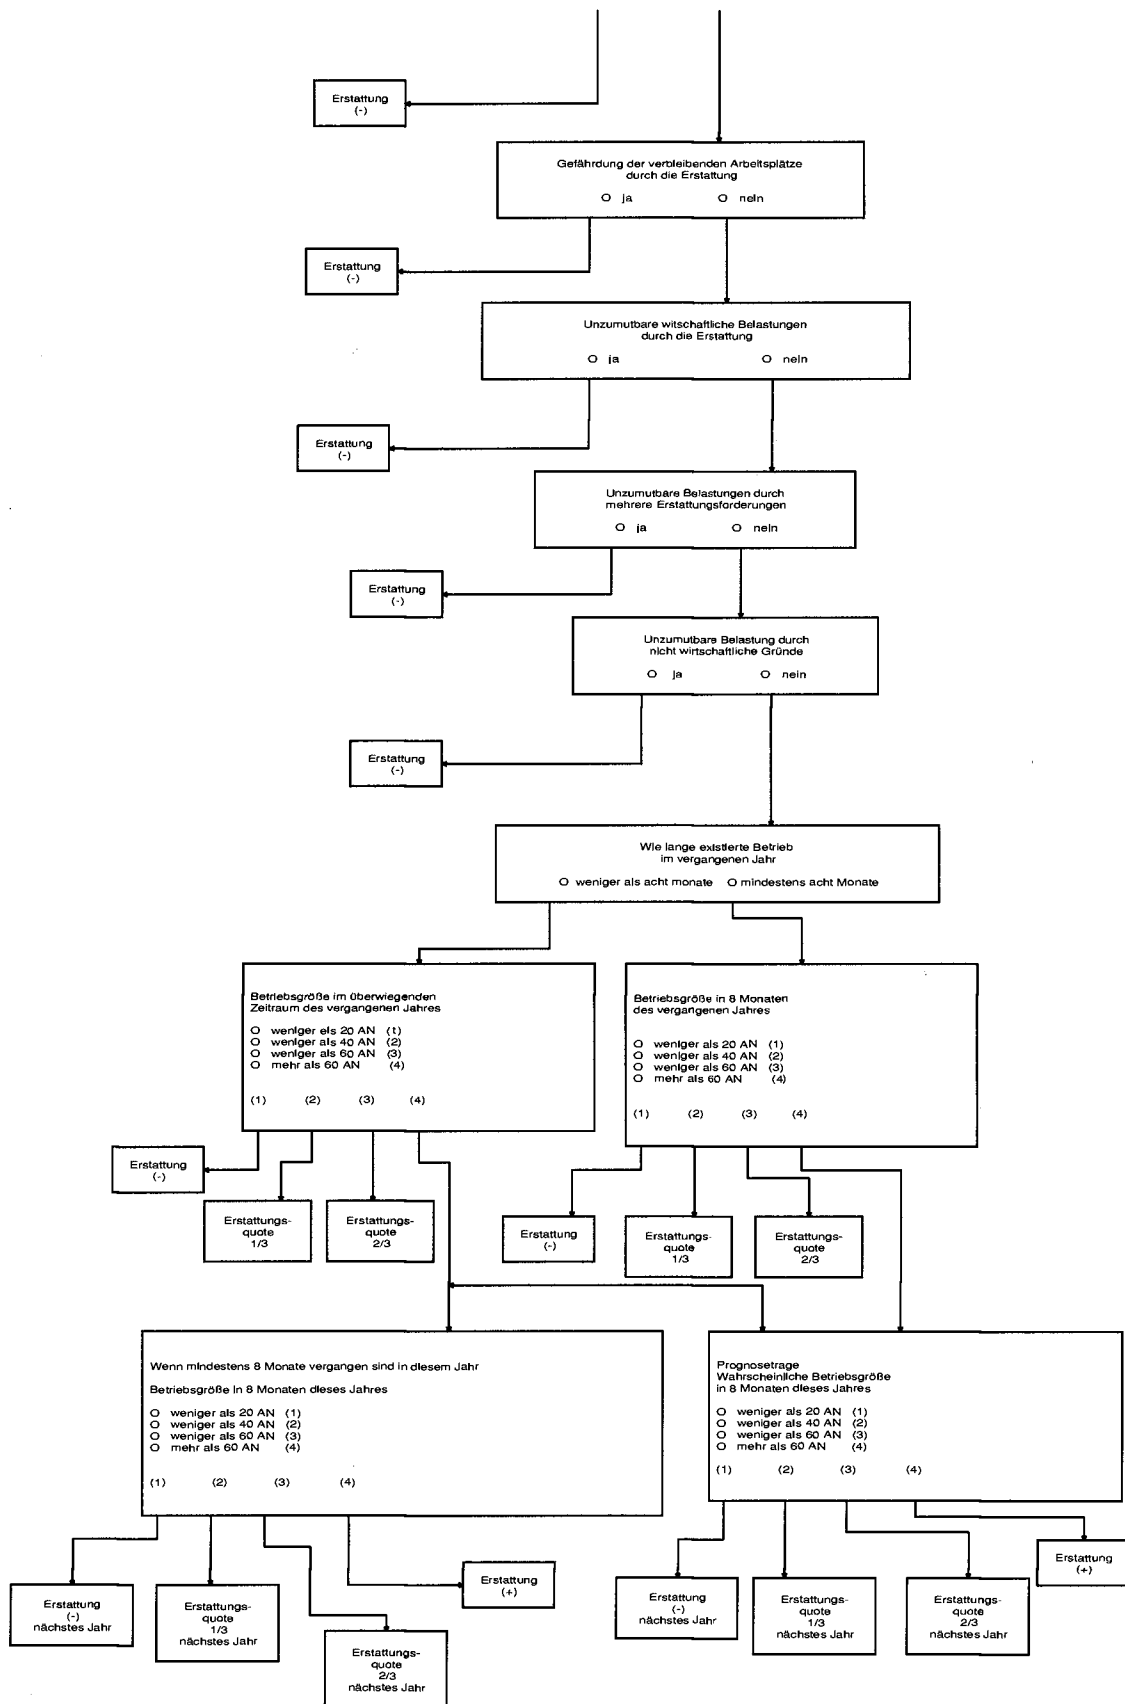 Erstattung
(-)
Gefährdung der verbleibenden Arbeitsplätze
durch die Erstattung
O ja O nein
Erstattung
(-)
Unzumutbare witschaftliche Belastungen
durch die Erstattung
O ja O nein
Erstattung
(-)
Unzumutbare Belastungen durch
mehrere Erstattungsforderungen
O ja O nein
Erstattung
(-)
Unzumutbare Belastung durch
nicht wirtschaftliche Gründe
O ja O nein
Erstattung
(-)
Wie lange existierte Betrieb
im vergangenen Jahr
O weniger als acht monate O mindestens acht Monate
Betriebsgröße im überwiegenden
Zeitraum des vergangenen Jahres
O weniger als 20 AN (1)
O weniger als 40 AN (2)
O weniger als 60 AN (3)
O mehr als 60 AN (4)
(1) (2) (3) (4)
Betriebsgröße in 8 Monaten
des vergangenen Jahres
O weniger als 20 AN (1)
O weniger als 40 AN (2)
O weniger als 60 AN (3)
O mehr als 60 AN (4)
(1) (2) (3) (4)
Erstattung
(-)
Erstattungs-
quote
1/3
Erstattungs-
quote
2/3
Erstattung
(-)
Erstattungs-
quote
1/3
Erstattungs-
quote
2/3
Wenn mindestens 8 Monate vergangen sind in diesem Jahr
Betriebsgröße in 8 Monaten dieses Jahres
O weniger als 20 AN (1)
O weniger als 40 AN (2)
O weniger als 60 AN (3)
O mehr als 60 AN (4)
(1) (2) (3) (4)
Prognosetrage
Wahrscheinliche Betriebsgröße
in 8 Monaten dieses Jahres
O weniger als 20 AN (1)
O weniger als 40 AN (2)
O weniger als 60 AN (3)
O mehr als 60 AN (4)
(1) (2) (3) (4)
Erstattung
(-)
nächstes Jahr
Erstattungs-
quote
1/3
nächstes Jahr
Erstattungs-
quote
2/3
nächstes Jahr
Erstattung
(+)
Erstattung
(-)
nächstes Jahr
Erstattungs-
quote
1/3
nächstes Jahr
Erstattungs-
quote
2/3
nächstes Jahr
Erstattung
(+)